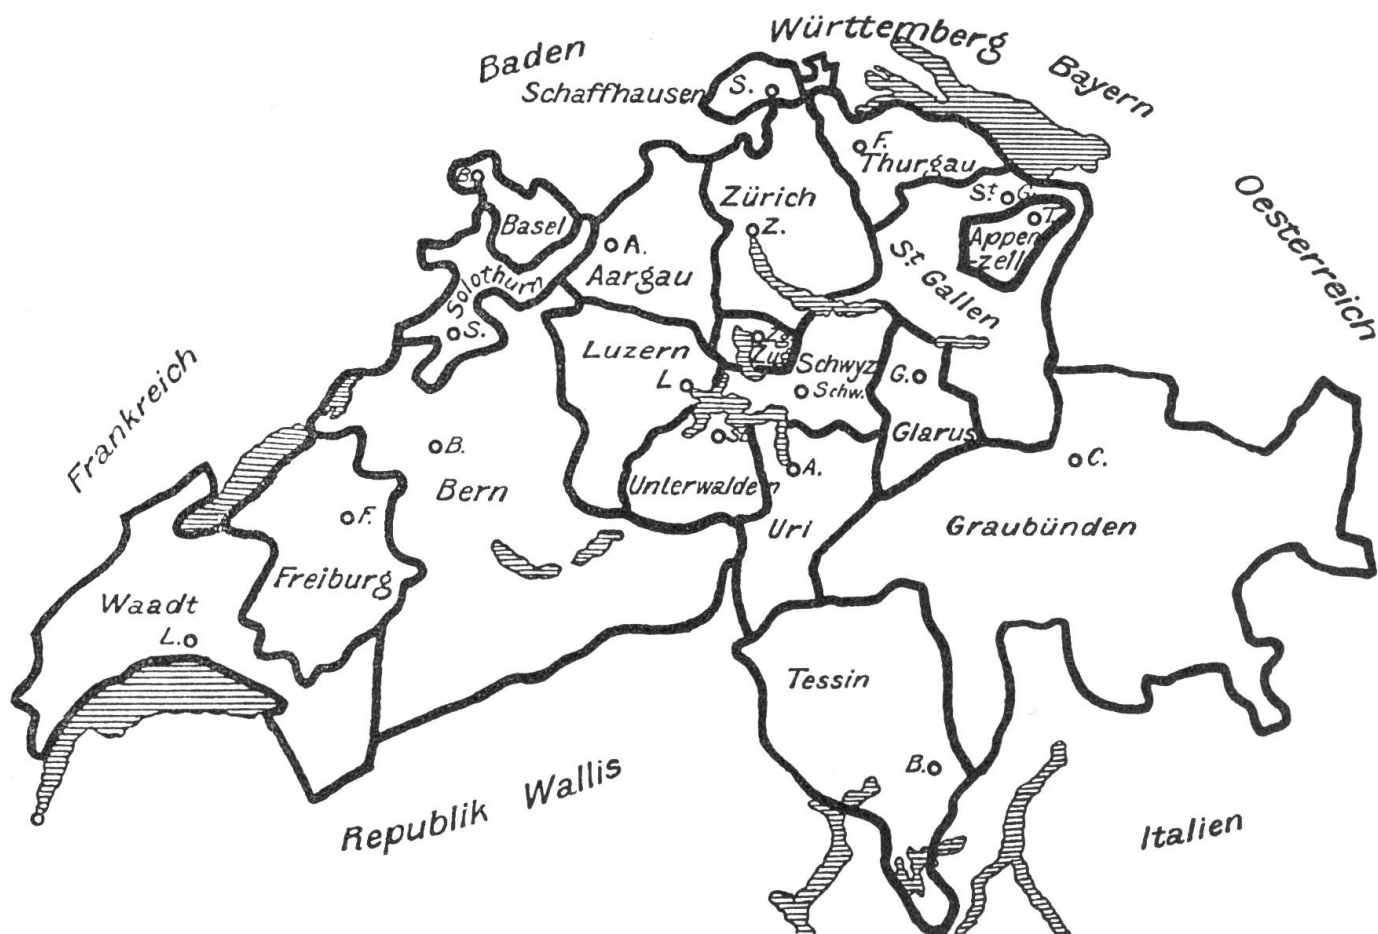 Württemberg
Baden
Bayern
Schaffhausen
S.
F.
Thurgau
B.
Zürich
St G.
T.
Oesterreich
Basel
Z.
Appen
-zell
A.
Aargau
St Gallen
Solothurn
S.
Luzern
Zug
Schwyz
L.
Schw.
G.
Frankreich
Glarus
S.
B.
A.
C.
Bern
Unterwalden
F.
Uri
Graubünden
Freiburg
Waadt
L.
Tessin
B.
Republik Wallis
Italien